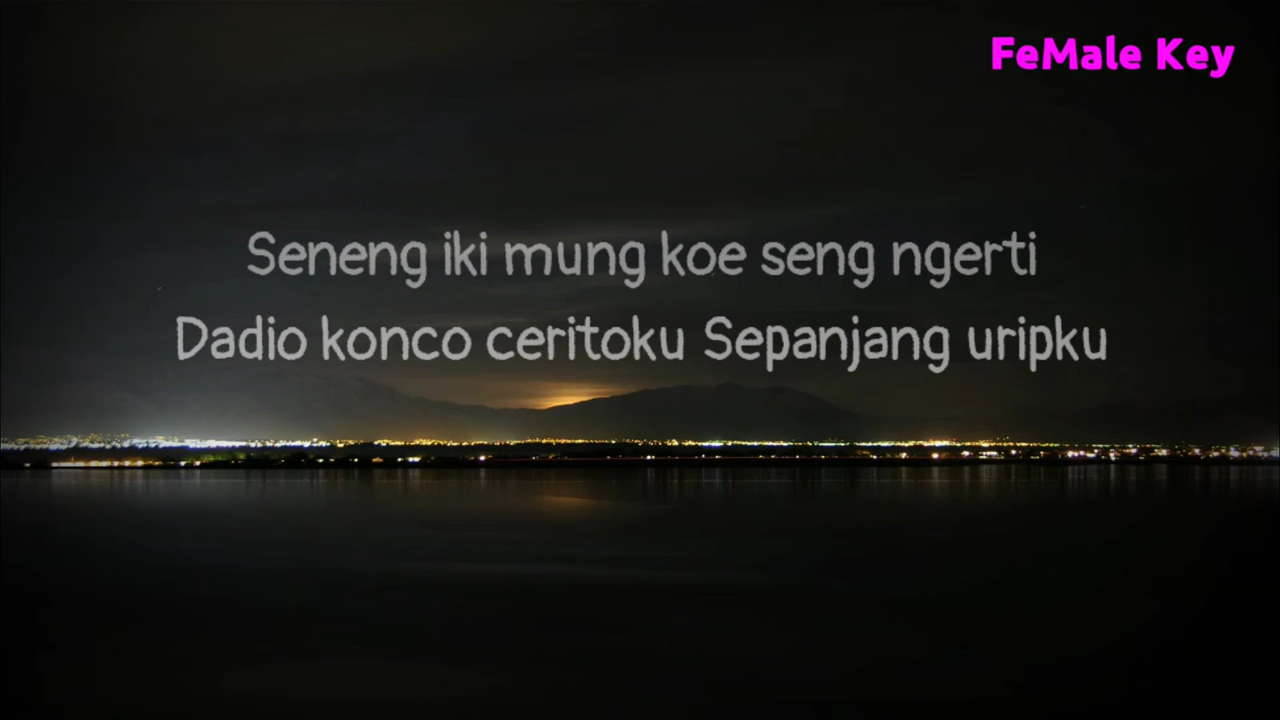 FeMale Key
Seneng iki mung koe seng ngerti
Dadio konco ceritoku Sepanjang uripku